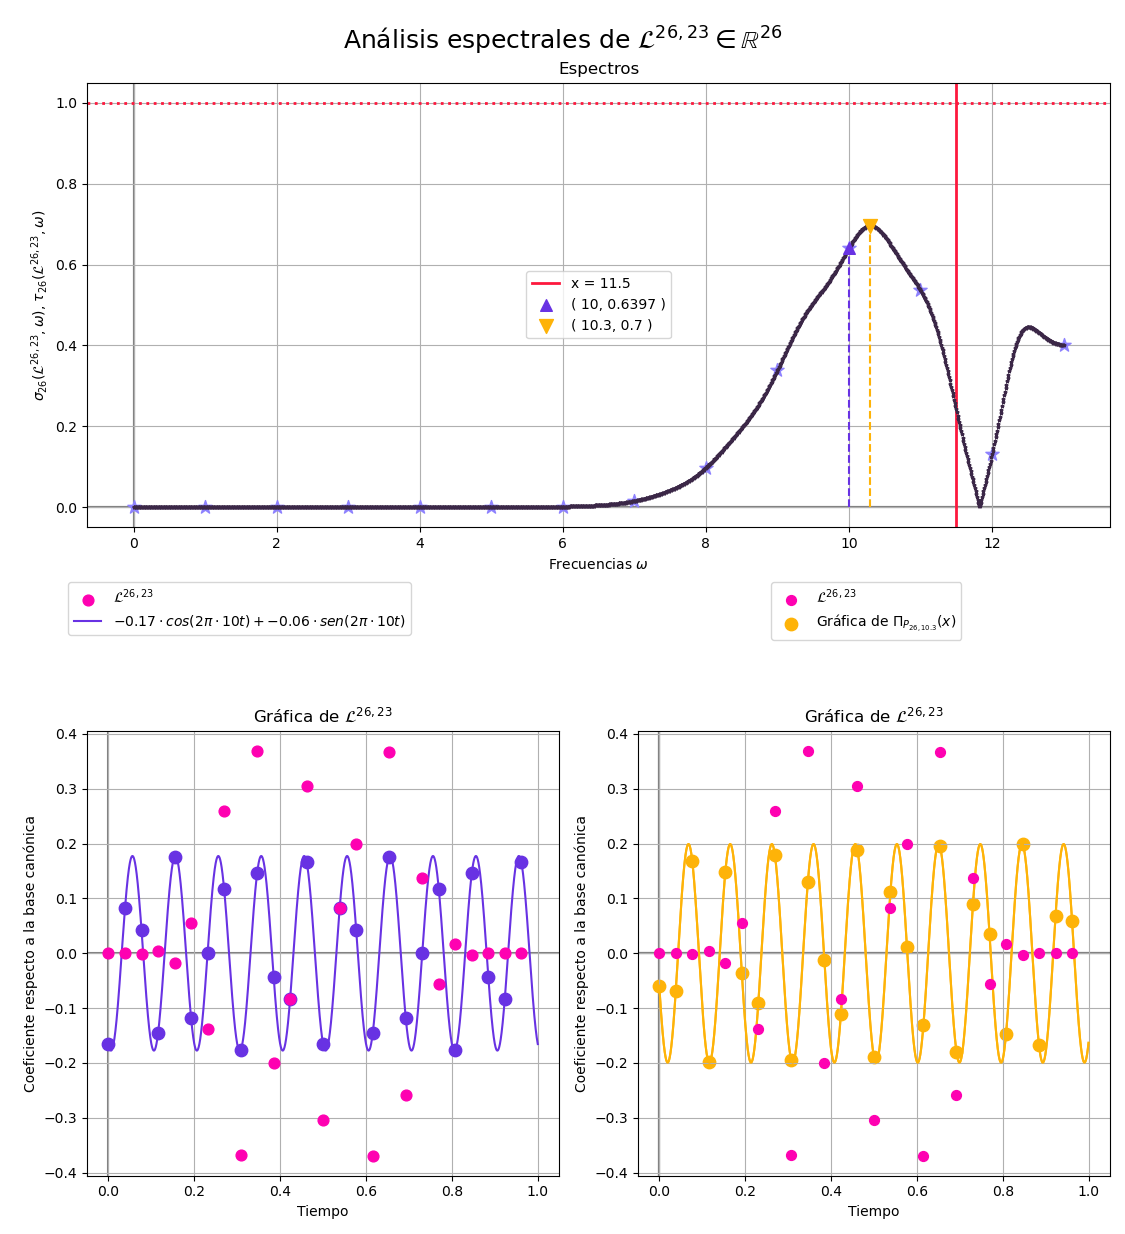 Análisis espectrales de $\mathcal{L}^{26,23} \in \mathbb{R}^{26}$
Espectros
1.0
0.8
0.6
0.4
0.2
0.0
$\sigma_{26}(\mathcal{L}^{26,23}, \omega)$, $\tau_{26}(\mathcal{L}^{26,23}, \omega)$
x = 11.5
( 10, 0.6397 )
( 10.3, 0.7 )
0 2 4 6 8 10 12
Frecuencias $\omega$
$\mathcal{L}^{26,23}$
$-0.17 \cdot cos(2\pi \cdot 10t) + -0.06 \cdot sen(2\pi \cdot 10t)$
$\mathcal{L}^{26,23}$
Gráfica de $\Pi_{P_{26,10.3}}(x)$
Gráfica de $\mathcal{L}^{26,23}$
0.4
0.3
0.2
0.1
0.0
−0.1
−0.2
−0.3
−0.4
Coeficiente respecto a la base canónica
0.0 0.2 0.4 0.6 0.8 1.0
Tiempo
Gráfica de $\mathcal{L}^{26,23}$
0.4
0.3
0.2
0.1
0.0
−0.1
−0.2
−0.3
−0.4
Coeficiente respecto a la base canónica
0.0 0.2 0.4 0.6 0.8 1.0
Tiempo